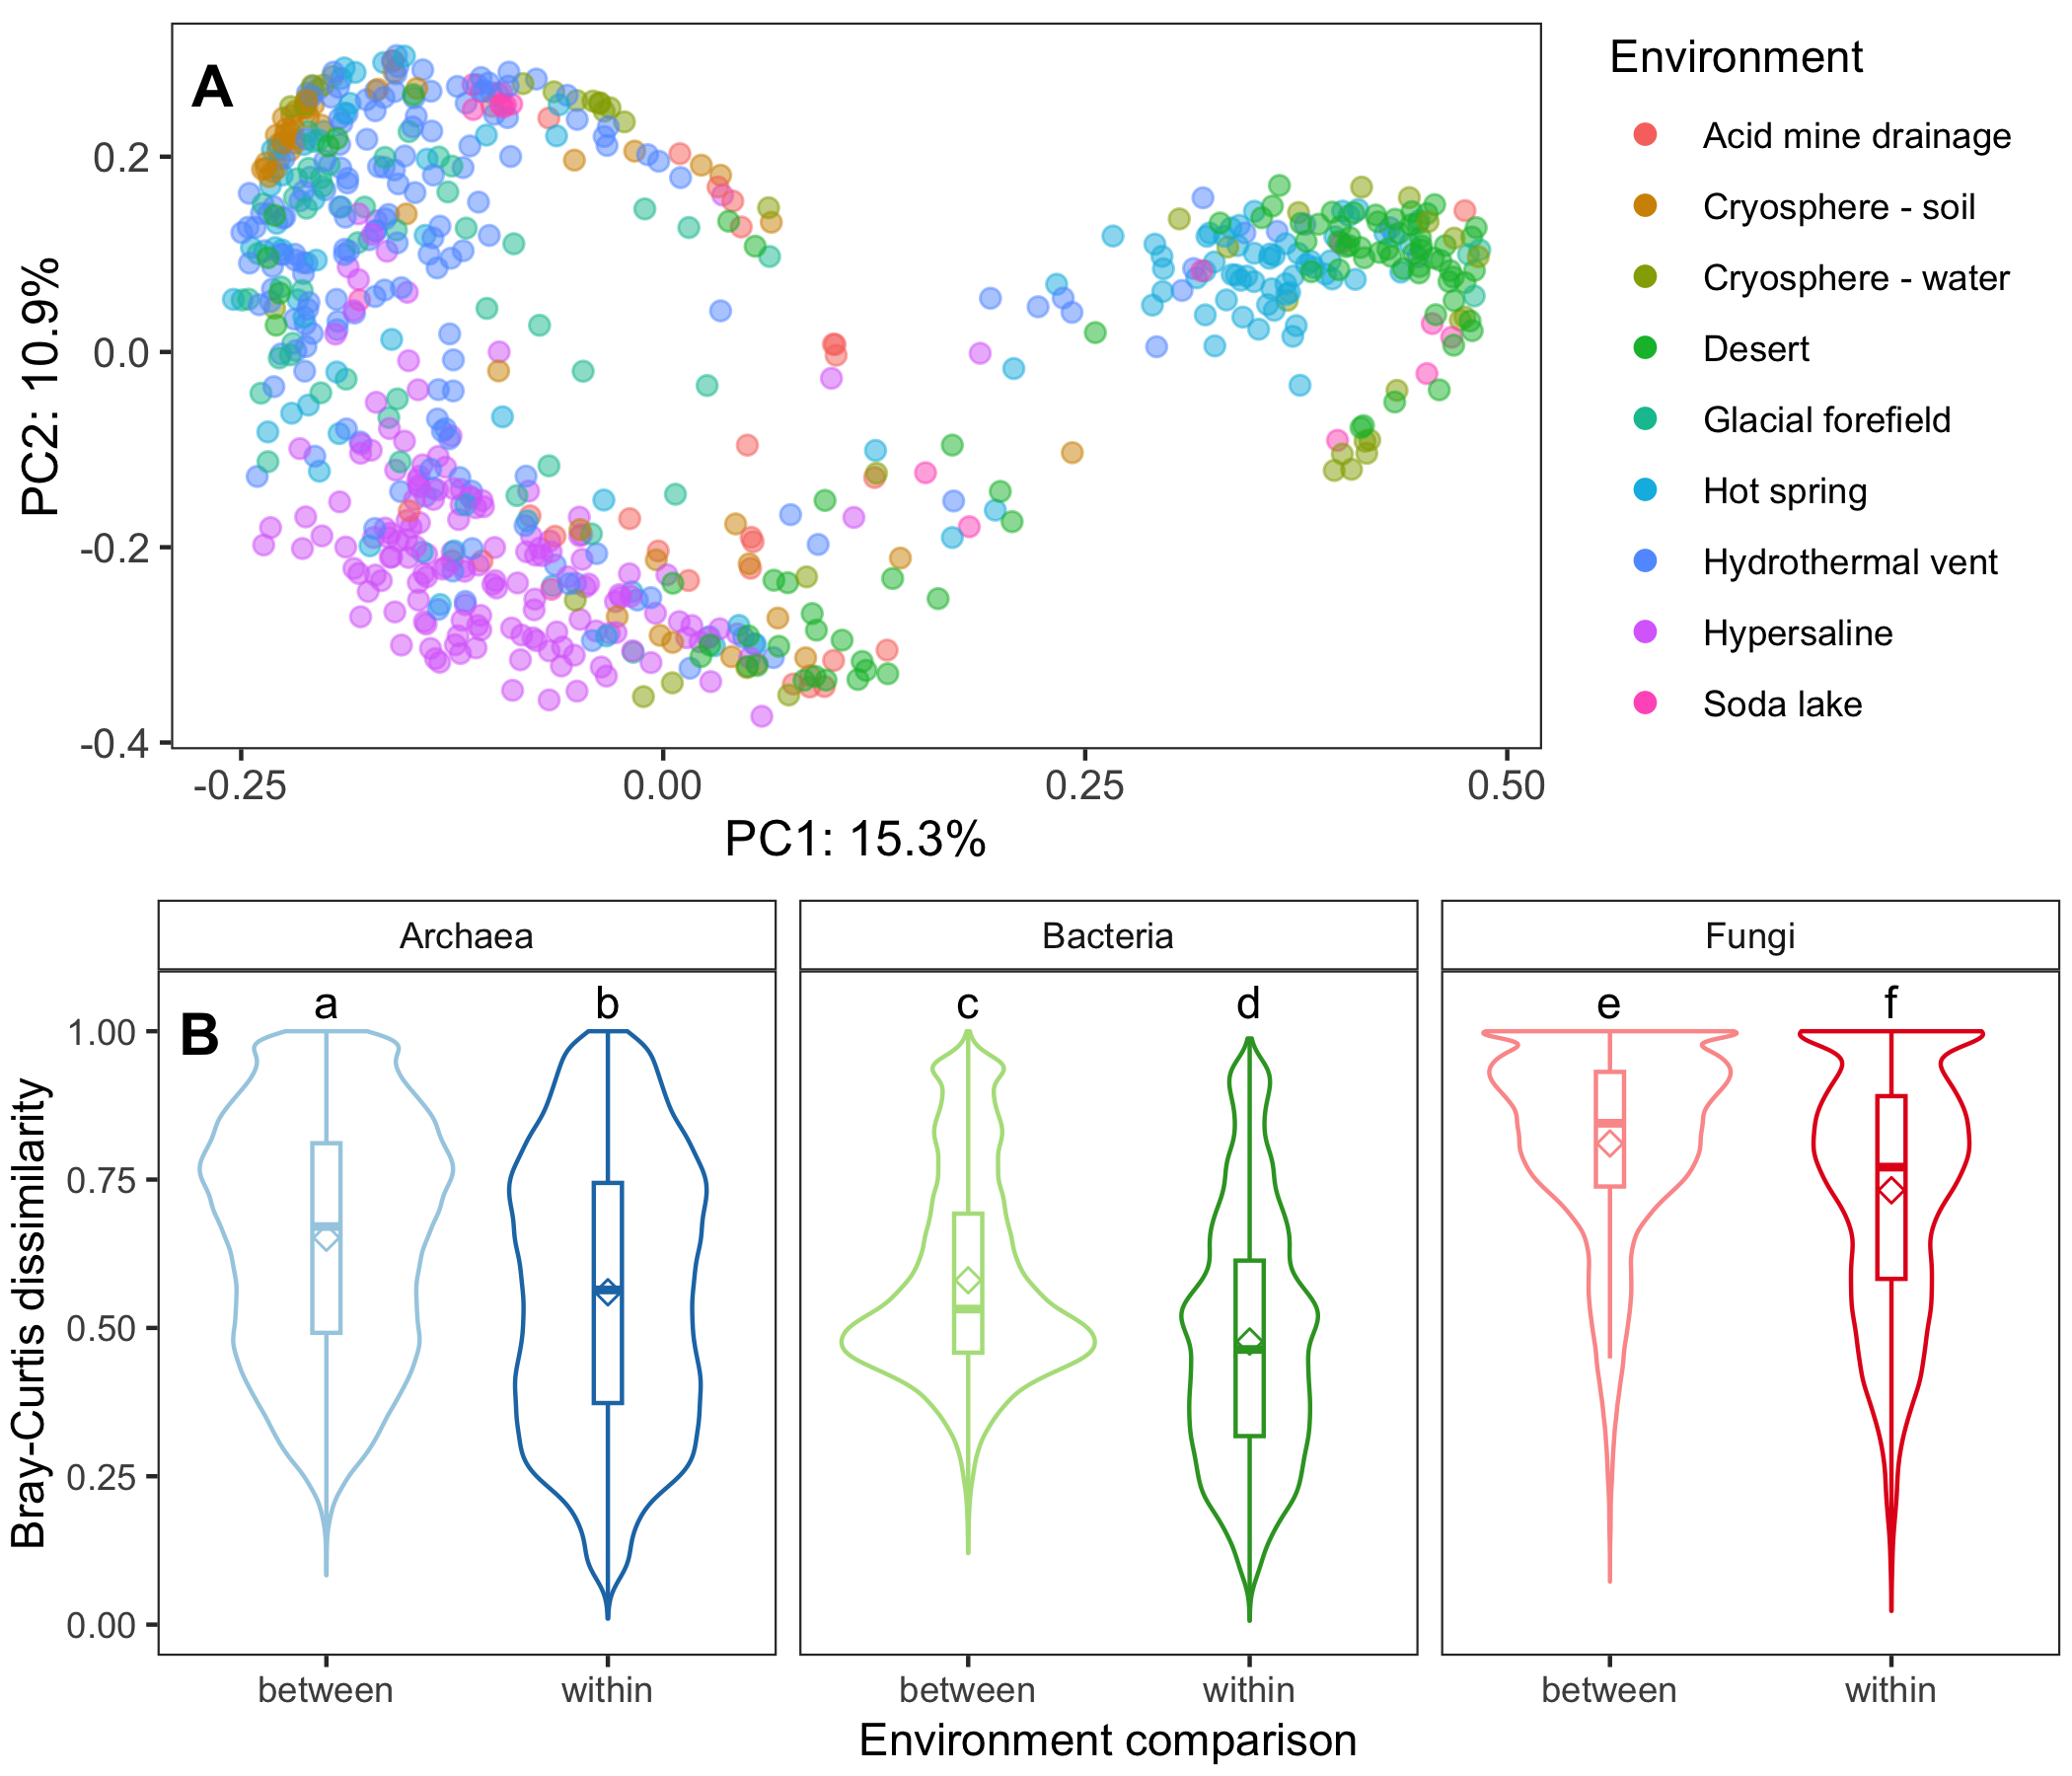 A
Environment
Acid mine drainage
Cryosphere - soil
Cryosphere - water
Desert
Glacial forefield
Hot spring
Hydrothermal vent
Hypersaline
Soda lake
PC2: 10.9%
0.2
0.0
-0.2
-0.4
-0.25 0.00 0.25 0.50
PC1: 15.3%
Archaea Bacteria Fungi
B
a b c d e f
Bray-Curtis dissimilarity
1.00
0.75
0.50
0.25
0.00
between within between within between within
Environment comparison